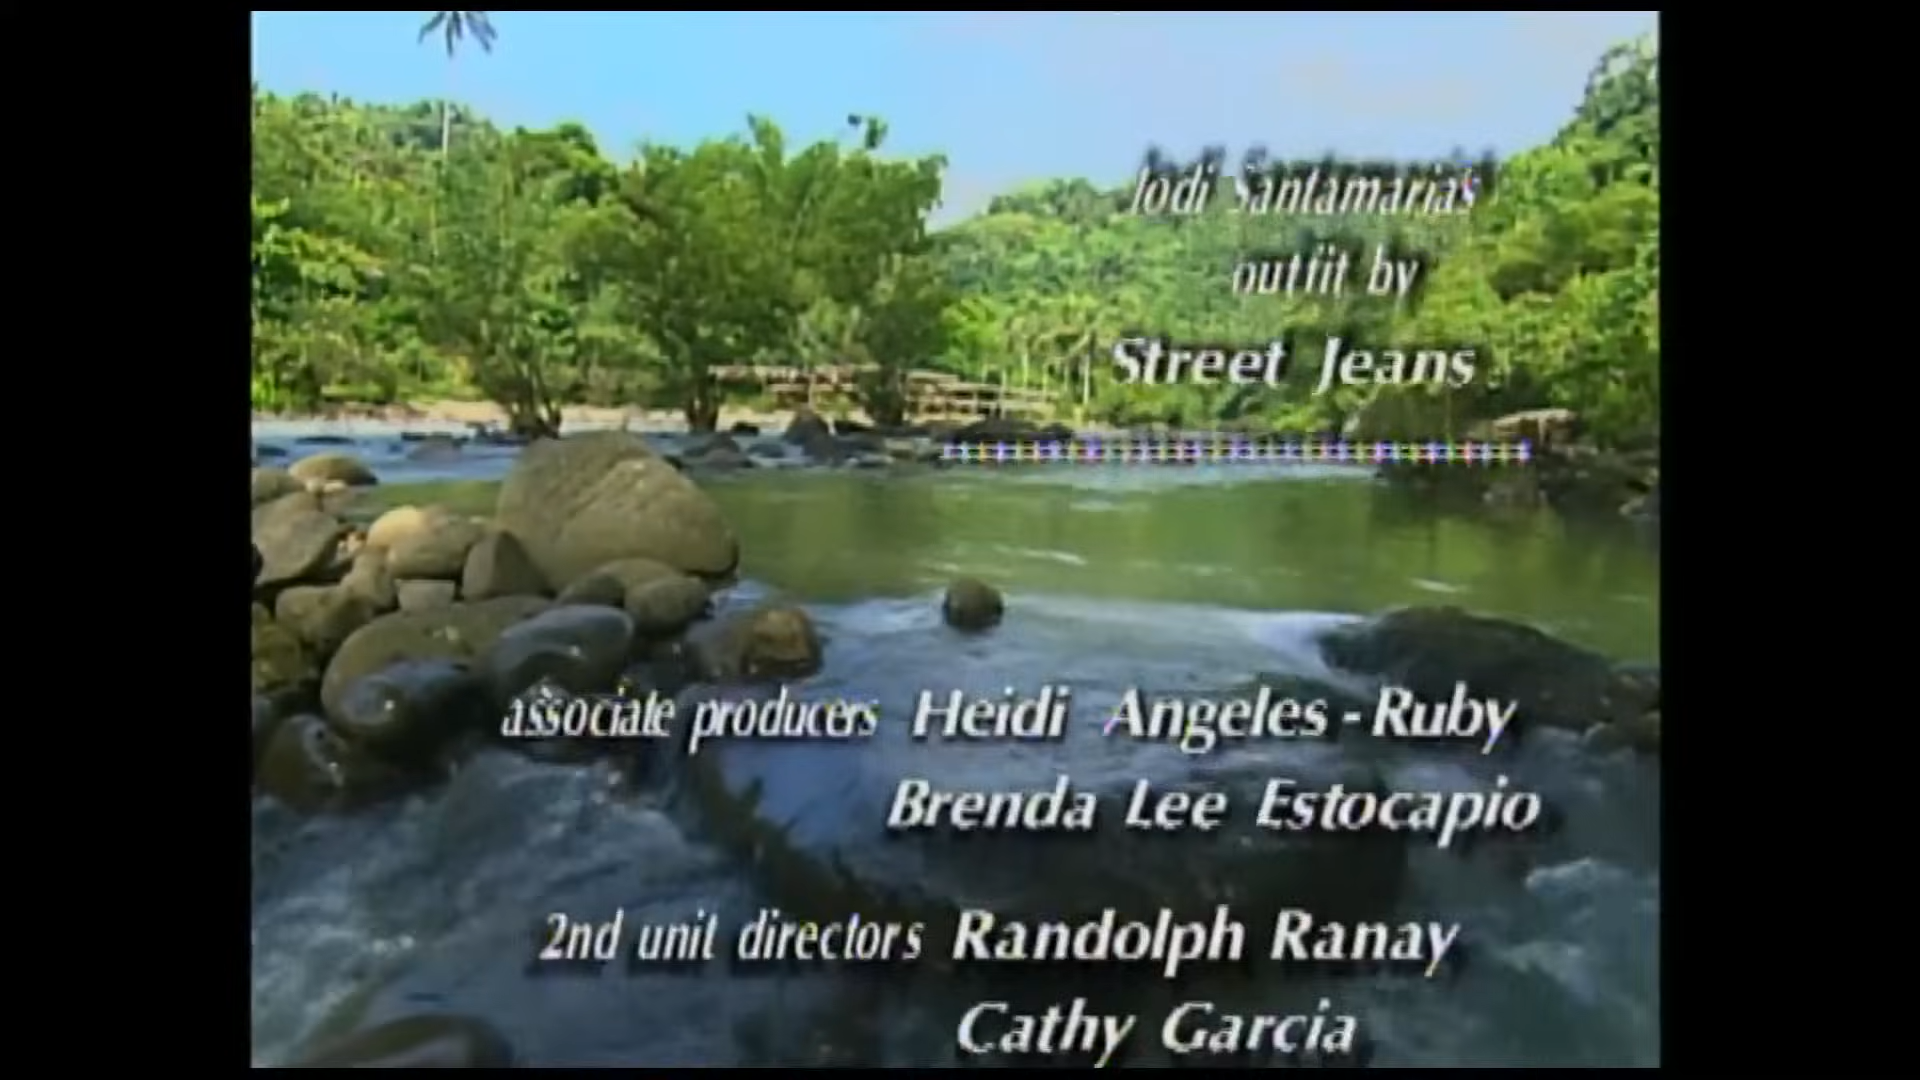 Jodi Santamarias
outfit by
Street Jeans
associate producers Heidi Angeles - Ruby
Brenda Lee Estocapio
2nd unit directors Randolph Ranay
Cathy Garcia